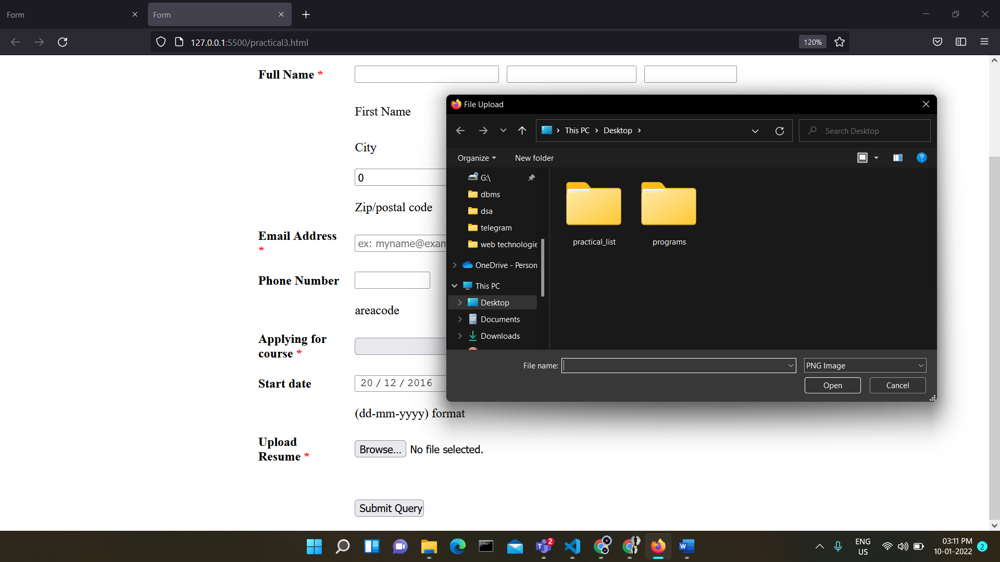 Form
Form
127.0.0.1:5500/practical3.html
120%
Full Name *
First Name
City
0
Zip/postal code
Email Address
*
ex: myname@exam
Phone Number
areacode
Applying for
course *
Start date
20 / 12 / 2016
(dd-mm-yyyy) format
Upload
Resume *
Browse... No file selected.
Submit Query
File Upload
This PC > Desktop >
Search Desktop
Organize
New folder
G:\
dbms
dsa
telegram
web technologie
OneDrive - Person
This PC
Desktop
Documents
Downloads
practical_list
programs
File name:
PNG Image
Open
Cancel
2
W
ENG
US
03:11 PM
10-01-2022
2